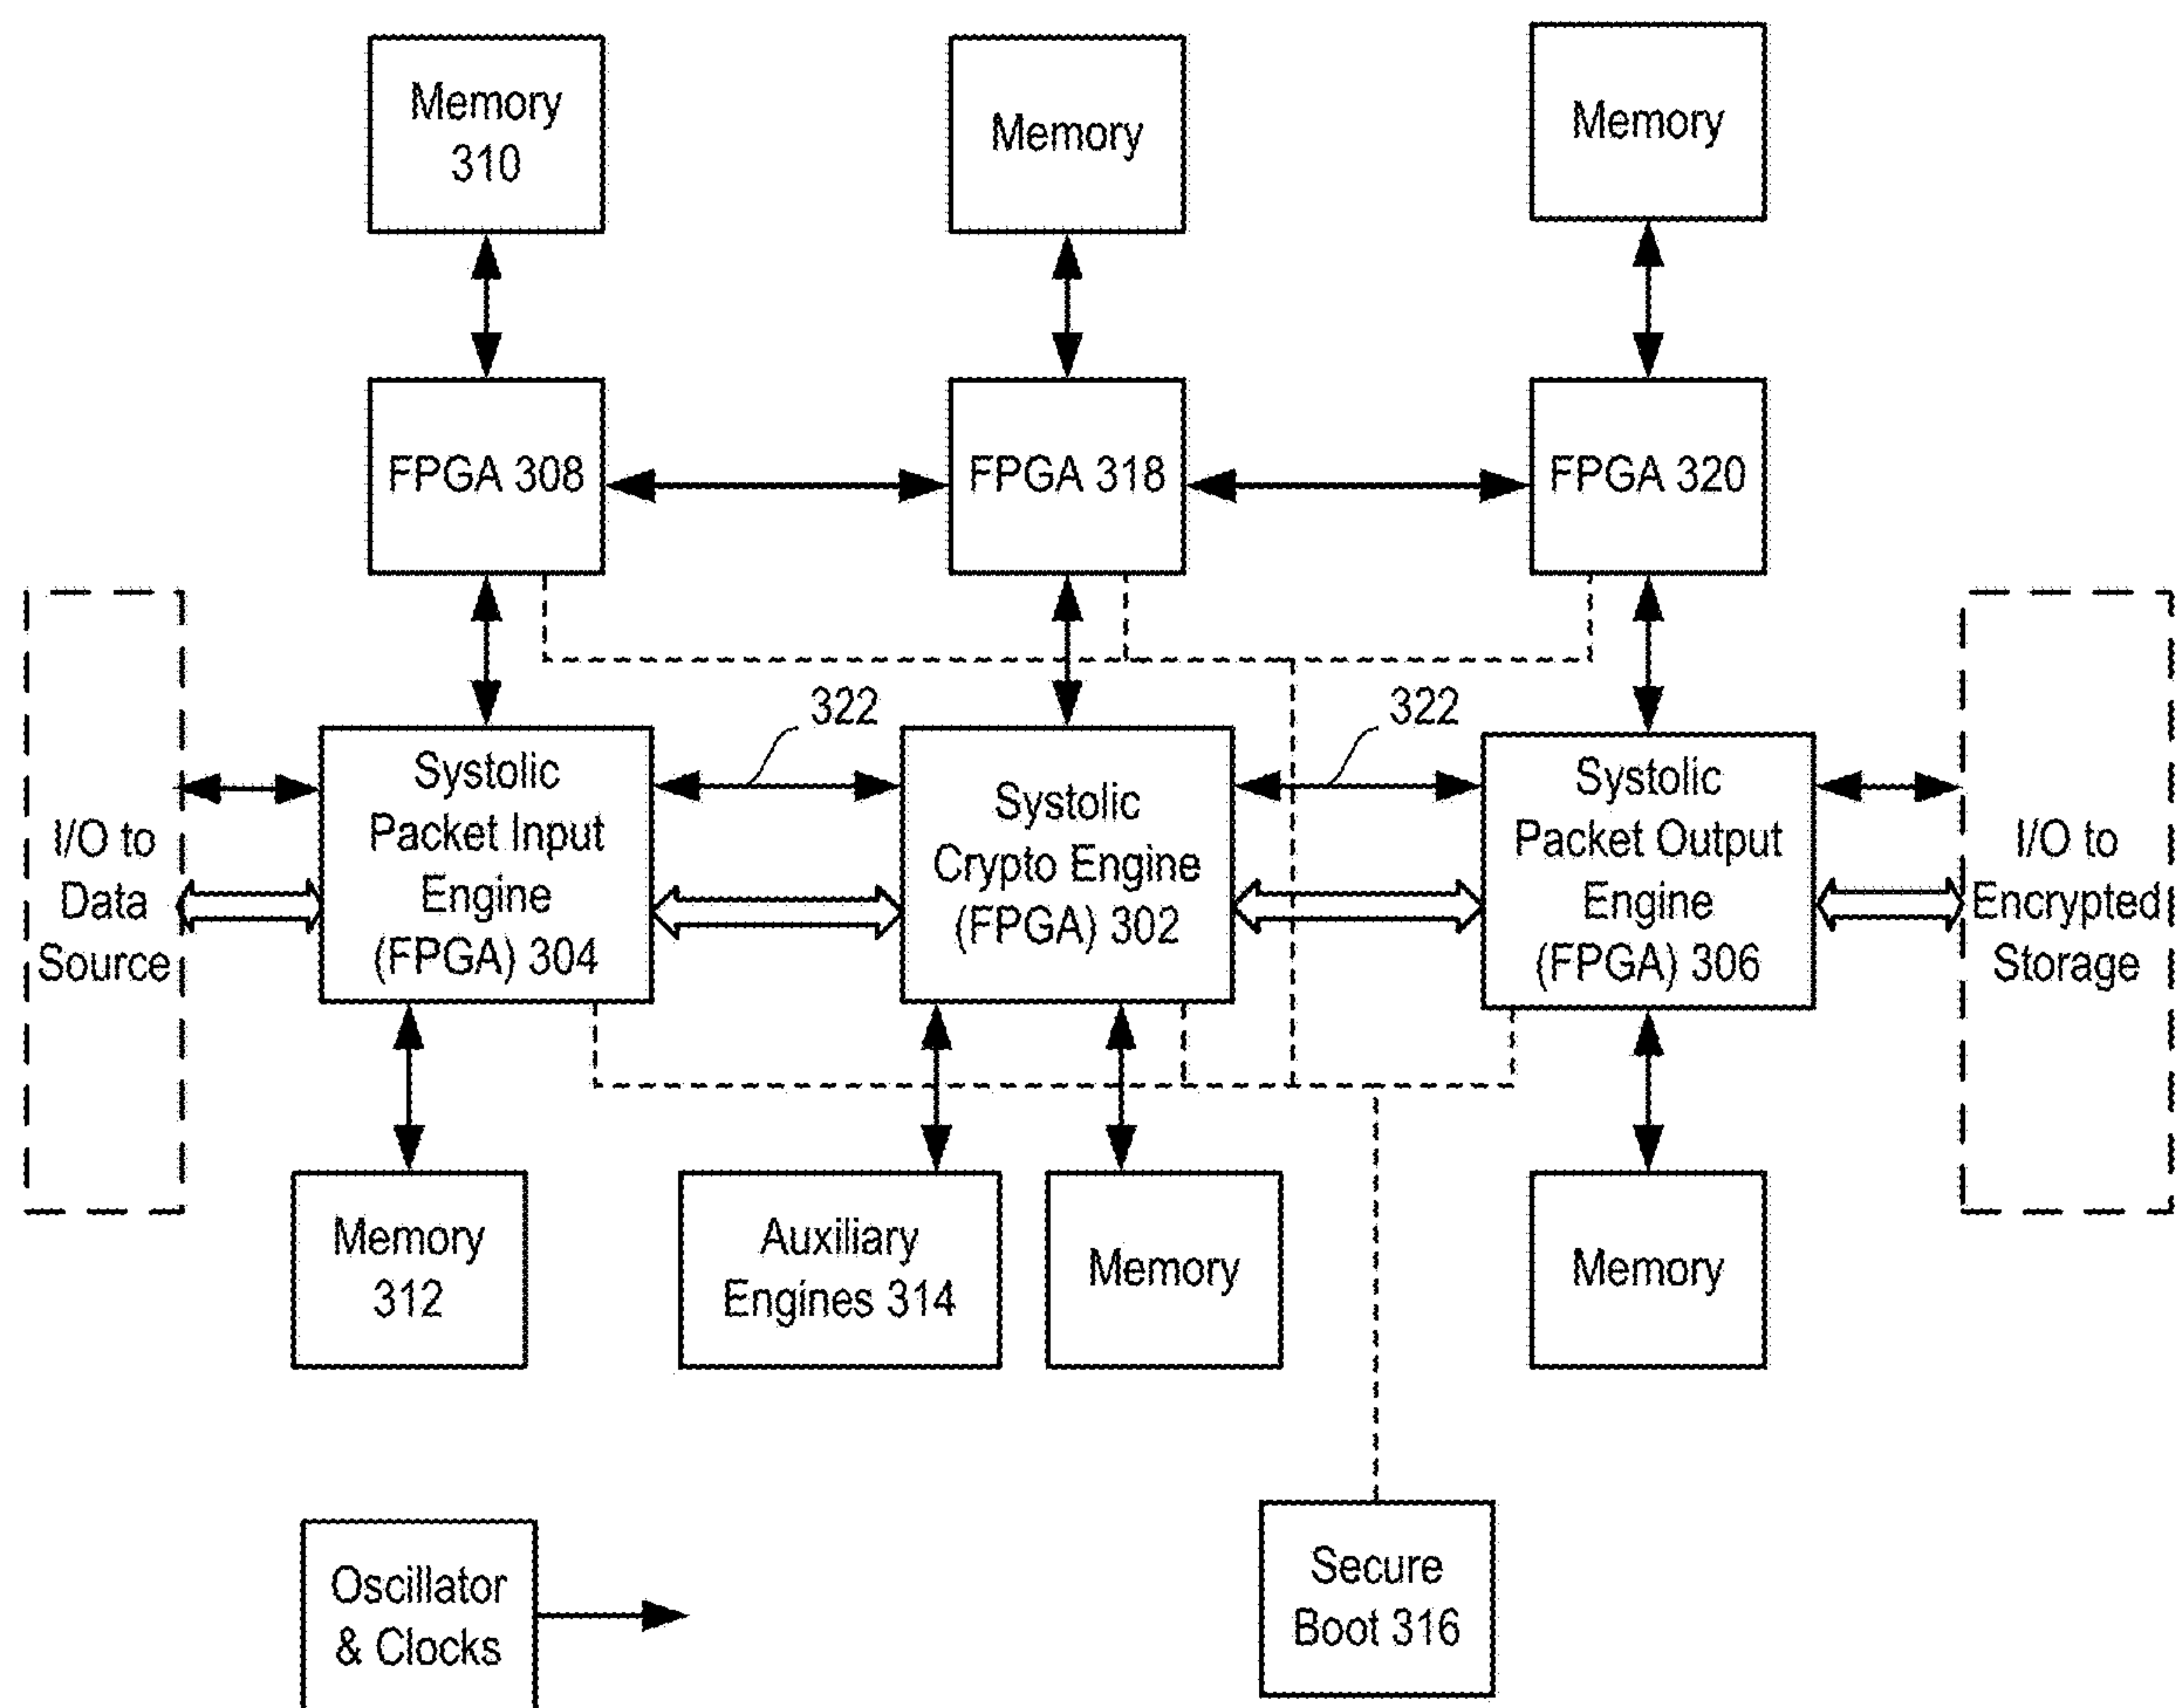 Memory
310
Memory
Memory
FPGA 308
FPGA 318
FPGA 320
322
322
I/O to
Data
Source
Systolic
Packet Input
Engine
(FPGA) 304
Systolic
Crypto Engine
(FPGA) 302
Systolic
Packet Output
Engine
(FPGA) 306
I/O to
Encrypted
Storage
Memory
312
Auxiliary
Engines 314
Memory
Memory
Oscillator
& Clocks
Secure
Boot 316